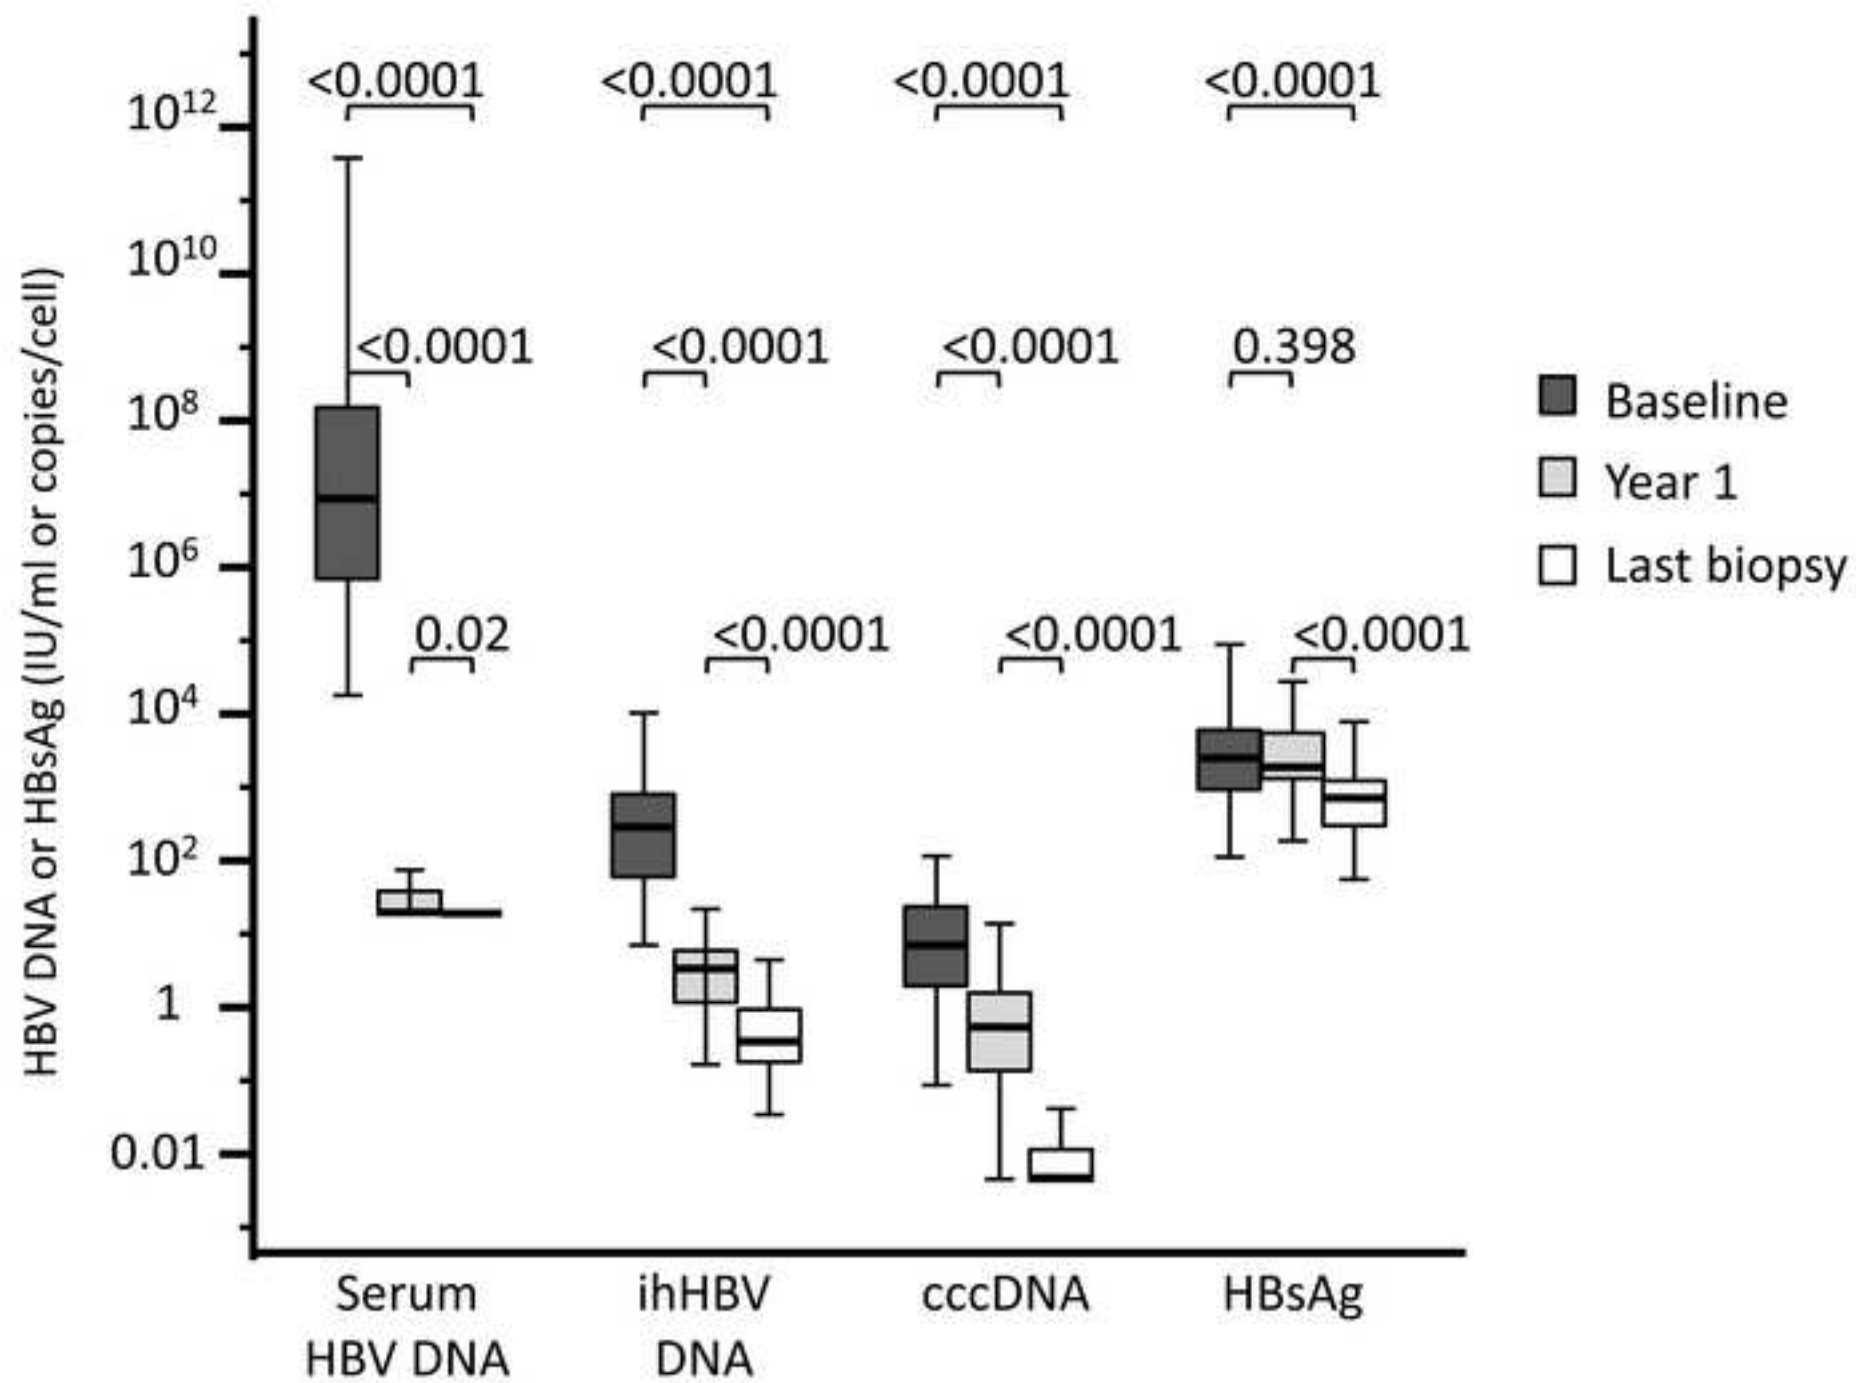 <0.0001 <0.0001 <0.0001 <0.0001
10¹²
10¹⁰
<0.0001 <0.0001 <0.0001 0.398
10⁸
10⁶
0.02 <0.0001 <0.0001 <0.0001
10⁴
10²
1
0.01
HBV DNA or HBsAg (IU/ml or copies/cell)
Serum HBV DNA
ihHBV DNA
cccDNA
HBsAg
Baseline
Year 1
Last biopsy